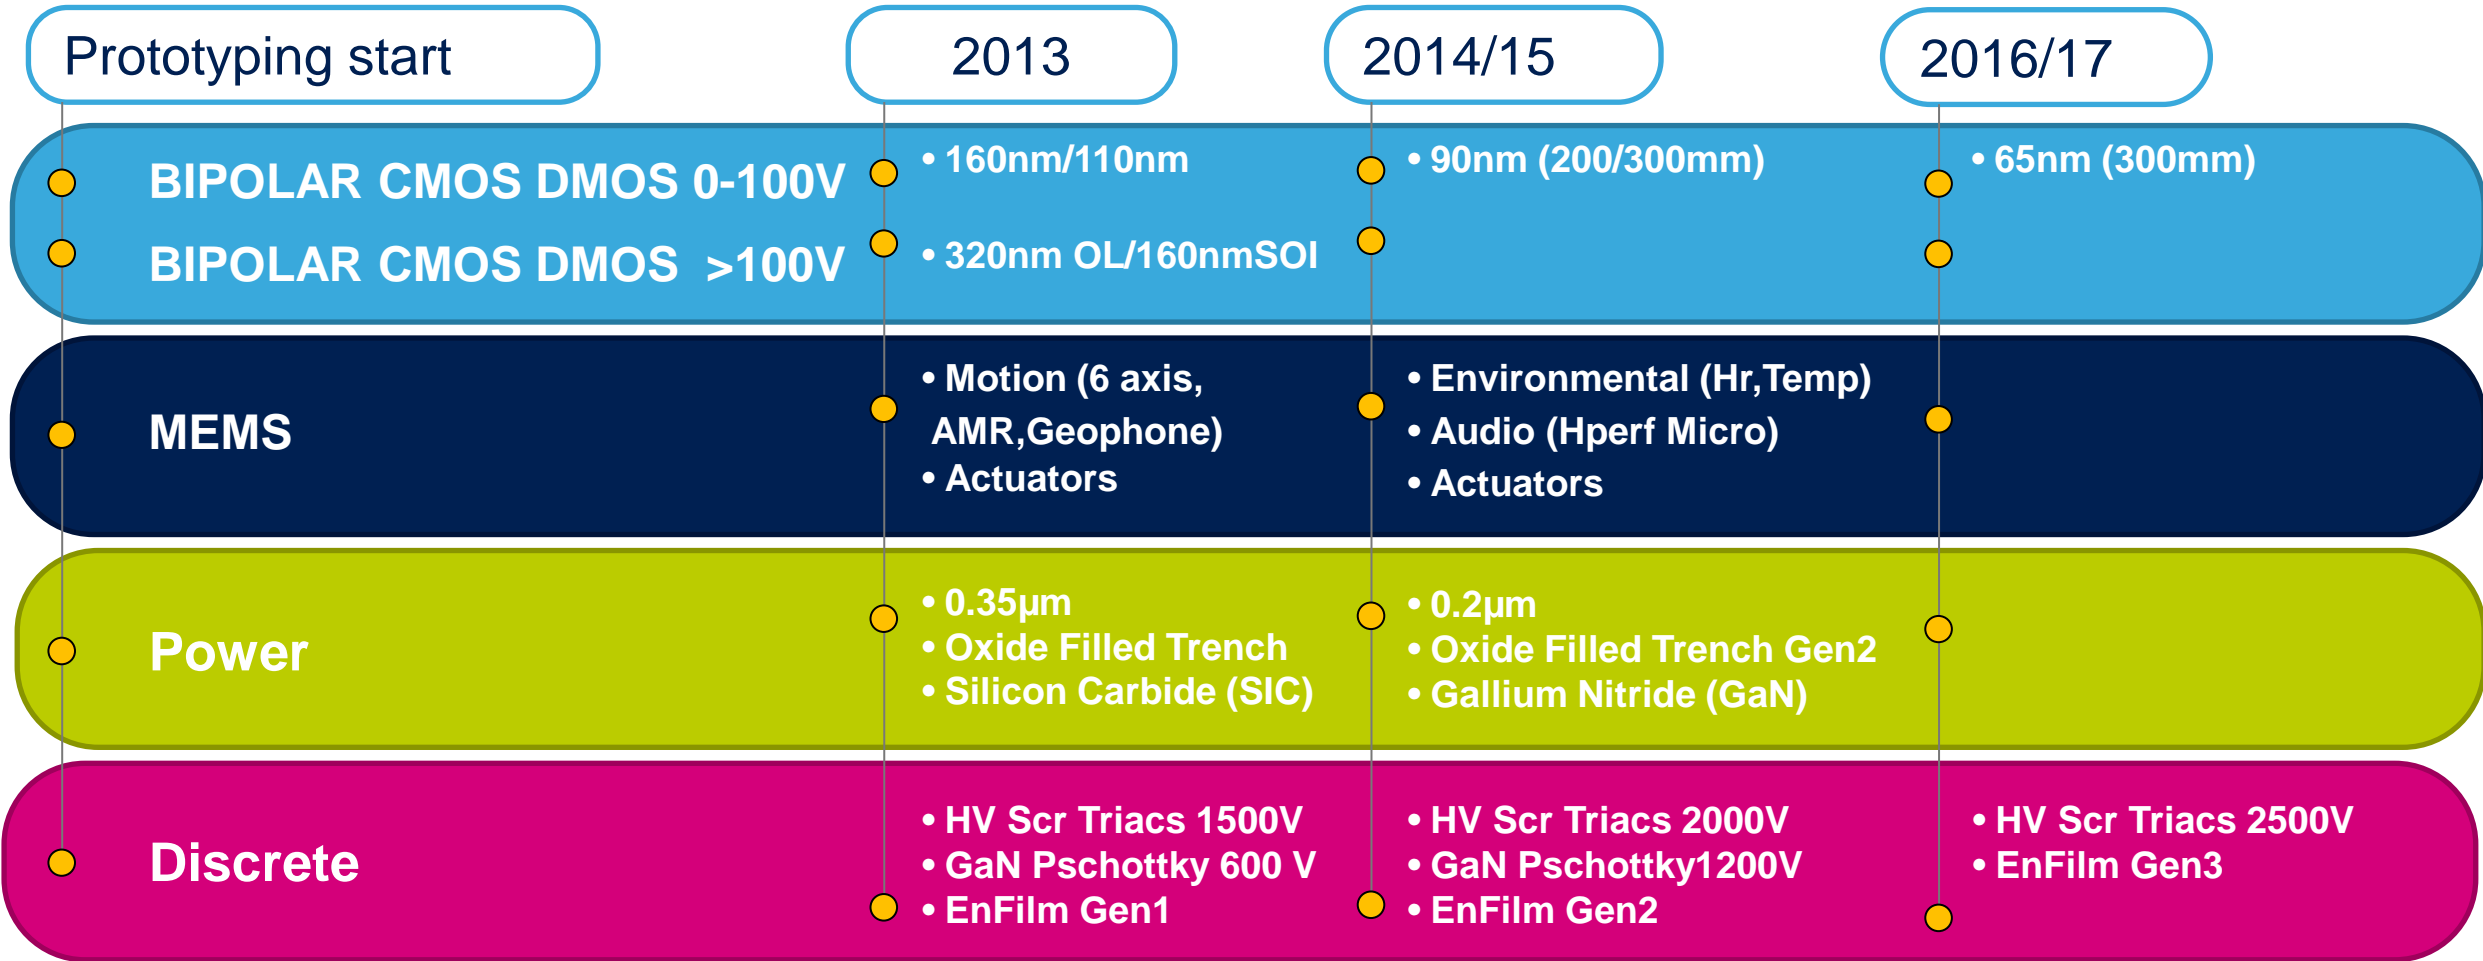 Prototyping start
2013
2014/15
2016/17
BIPOLAR CMOS DMOS 0-100V
• 160nm/110nm
• 90nm (200/300mm)
• 65nm (300mm)
BIPOLAR CMOS DMOS >100V
• 320nm OL/160nmSOI
MEMS
• Motion (6 axis,
AMR,Geophone)
• Actuators
• Environmental (Hr,Temp)
• Audio (Hperf Micro)
• Actuators
Power
• 0.35µm
• Oxide Filled Trench
• Silicon Carbide (SIC)
• 0.2µm
• Oxide Filled Trench Gen2
• Gallium Nitride (GaN)
Discrete
• HV Scr Triacs 1500V
• GaN Pschottky 600 V
• EnFilm Gen1
• HV Scr Triacs 2000V
• GaN Pschottky1200V
• EnFilm Gen2
• HV Scr Triacs 2500V
• EnFilm Gen3